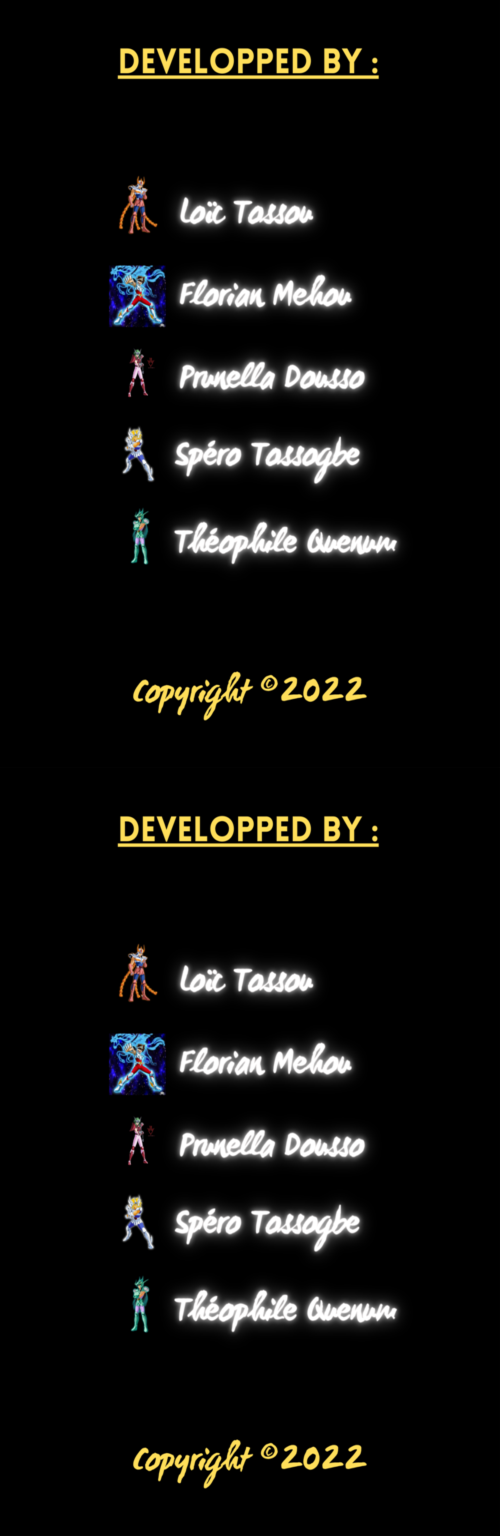 DEVELOPPED BY :
Loïc Tassou
Florian Mehou
Prunella Dousso
Spéro Tassogbe
Théophile Quenum
Copyright ©2022
DEVELOPPED BY :
Loïc Tassou
Florian Mehou
Prunella Dousso
Spéro Tassogbe
Théophile Quenum
Copyright ©2022